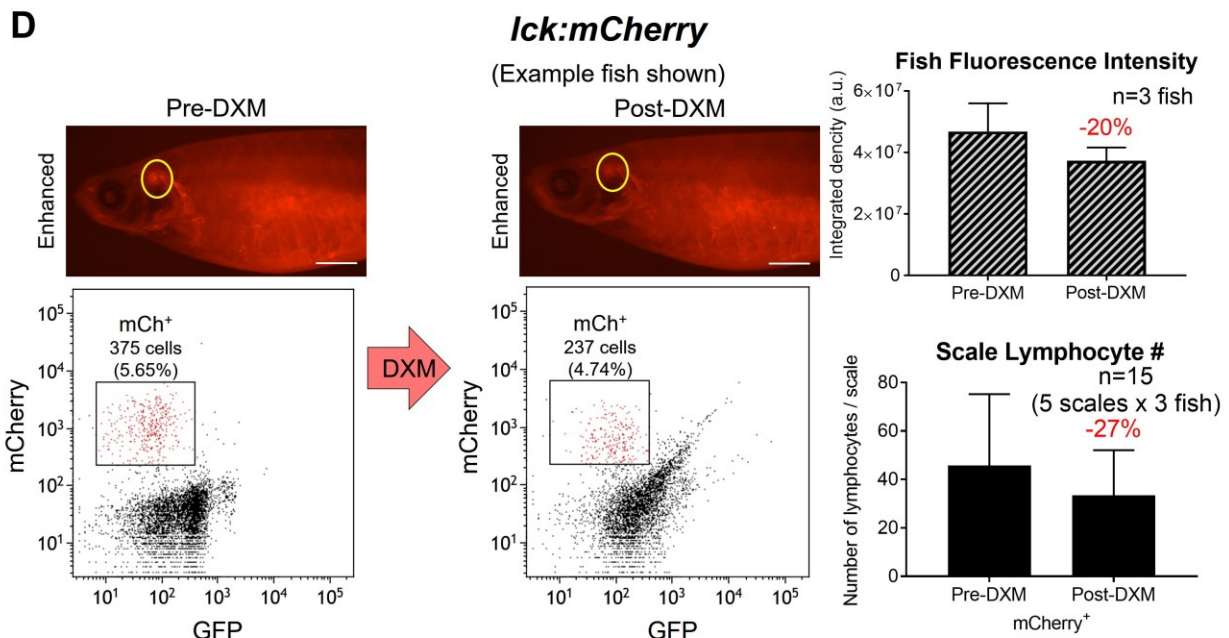 D
lck:mCherry
(Example fish shown)
Pre-DXM
Post-DXM
Enhanced
Enhanced
mCherry
10⁵
10⁴
10³
10²
10¹
mCh⁺
375 cells
(5.65%)
10¹ 10² 10³ 10⁴ 10⁵
GFP
DXM
mCherry
10⁵
10⁴
10³
10²
10¹
mCh⁺
237 cells
(4.74%)
10¹ 10² 10³ 10⁴ 10⁵
GFP
Fish Fluorescence Intensity
n=3 fish
-20%
Integrated dencity (a.u.)
6×10⁷
4×10⁷
2×10⁷
0
Pre-DXM Post-DXM
Scale Lymphocyte #
n=15
(5 scales x 3 fish)
-27%
Number of lymphocytes / scale
80
60
40
20
0
Pre-DXM Post-DXM
mCherry⁺